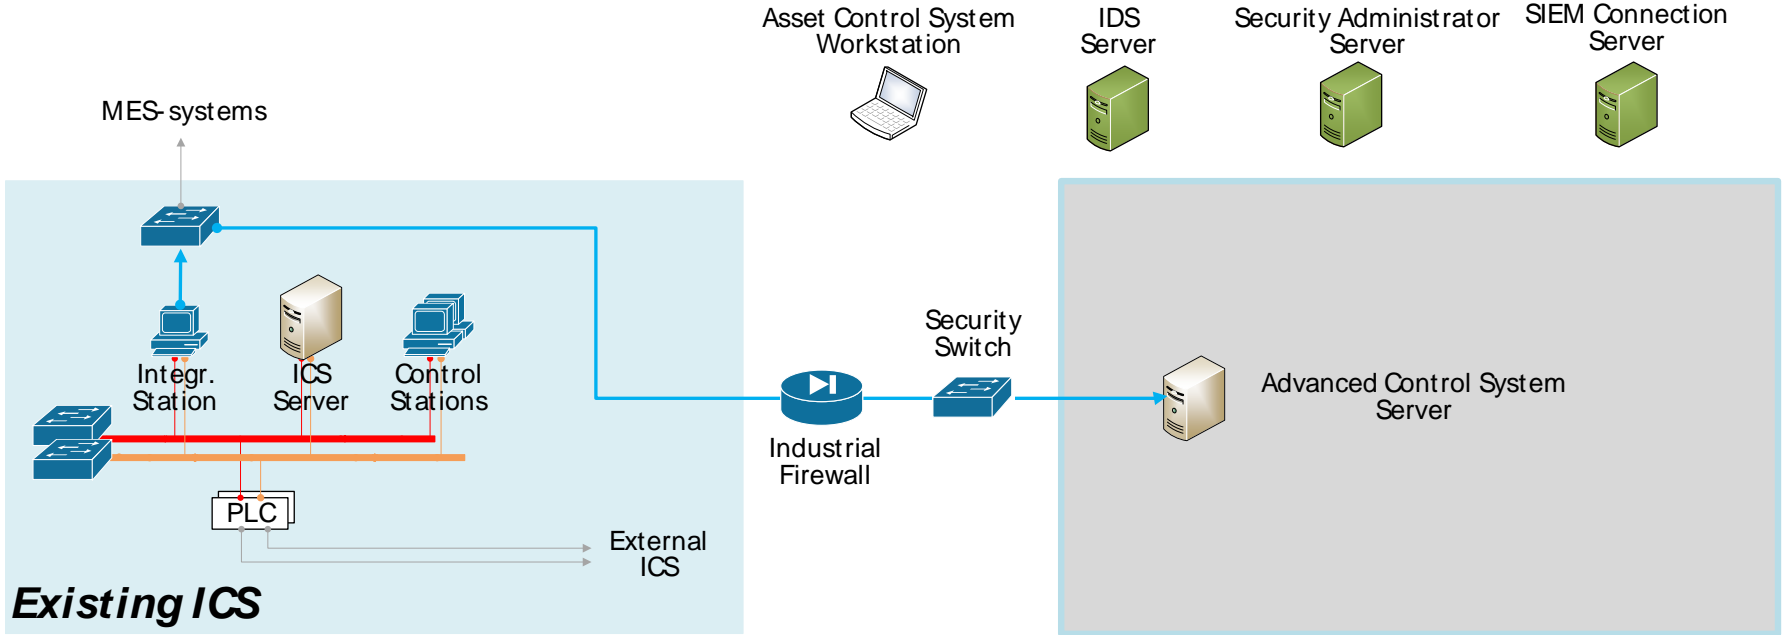 Asset Control System
Workstation
IDS
Server
Security Administrator
Server
SIEM Connection
Server
MES-systems
Integr.
Station
ICS
Server
Control
Stations
Security
Switch
Advanced Control System
Server
Industrial
Firewall
PLC
External
ICS
Existing ICS